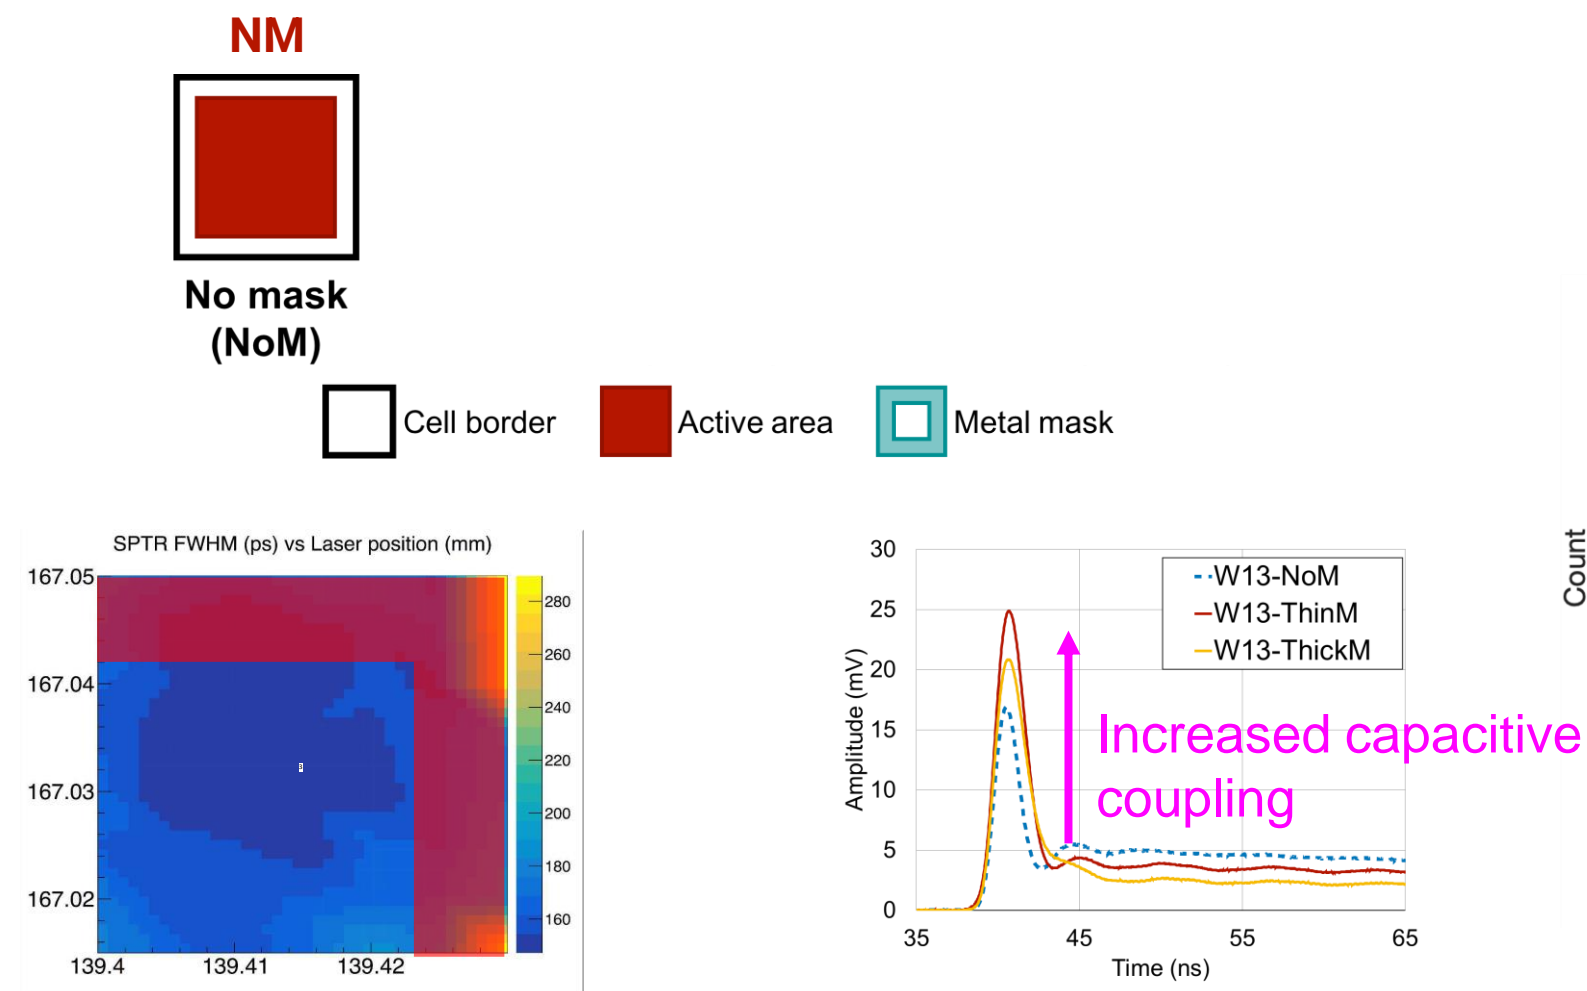 NM
No mask
(NoM)
Cell border
Active area
Metal mask
SPTR FWHM (ps) vs Laser position (mm)
167.05
167.04
167.03
167.02
139.4
139.41
139.42
280
260
240
220
200
180
160
30
25
20
15
10
5
0
Amplitude (mV)
35
45
55
65
Time (ns)
W13-NoM
W13-ThinM
W13-ThickM
Increased capacitive
coupling
Count